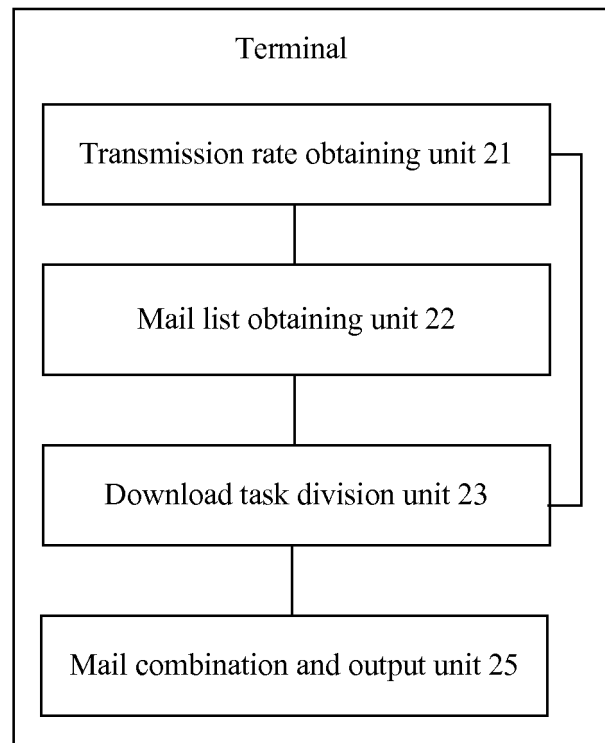 Terminal
Transmission rate obtaining unit 21
Mail list obtaining unit 22
Download task division unit 23
Mail combination and output unit 25